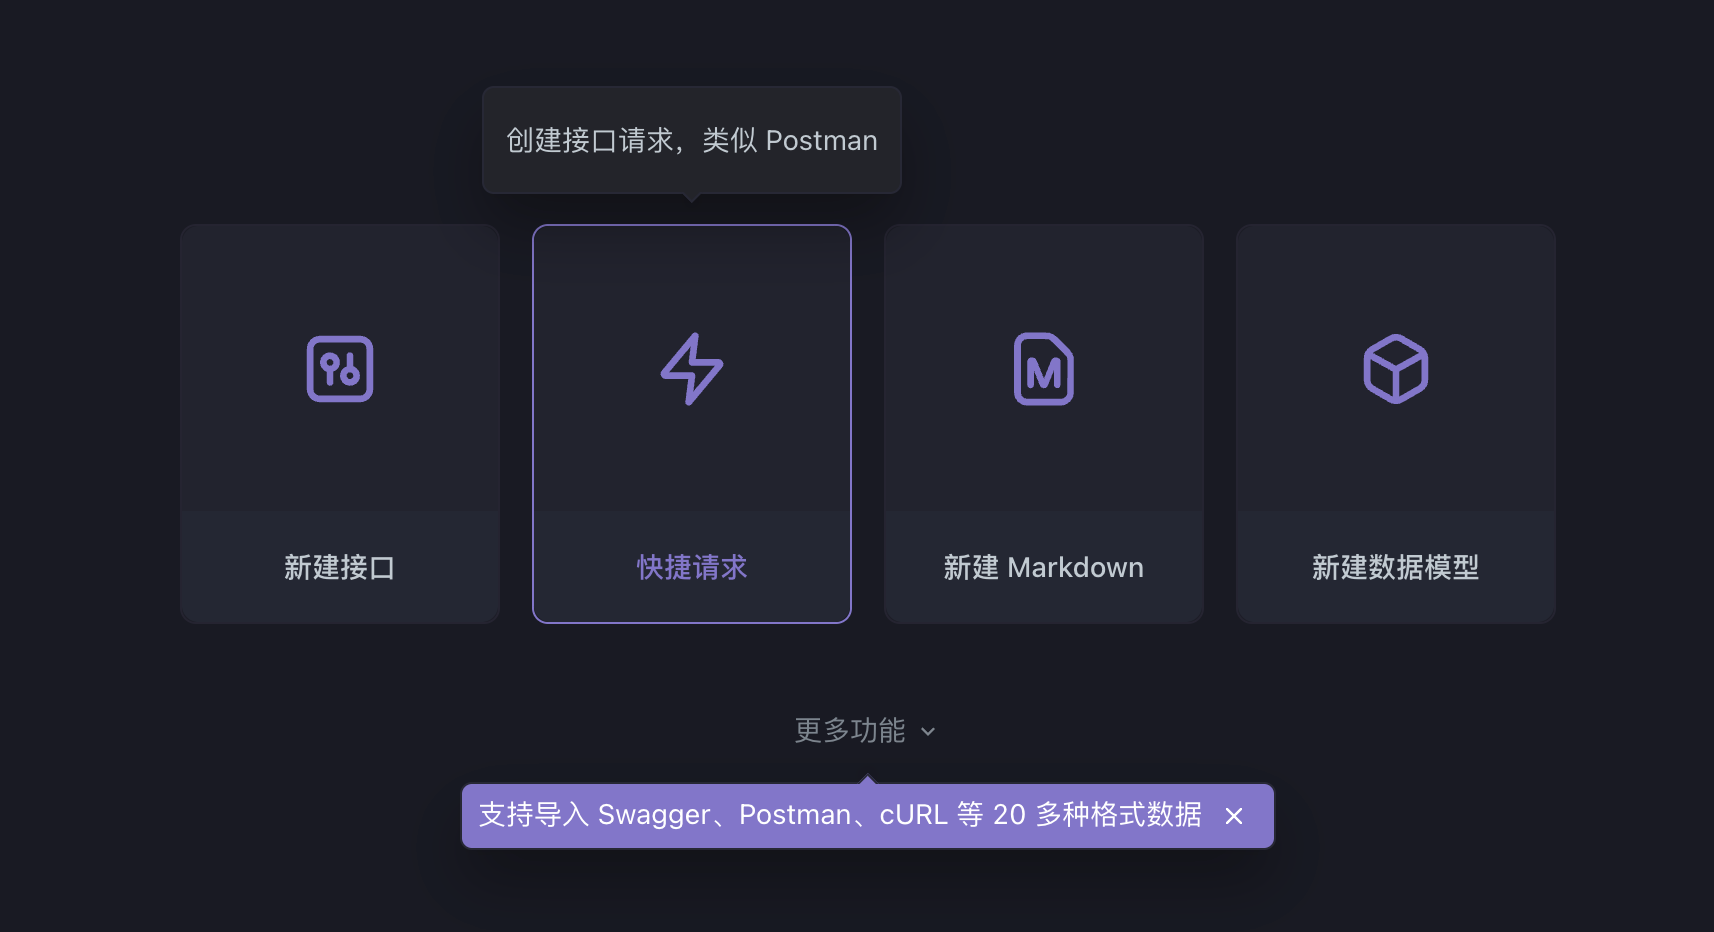 创建接口请求，类似 Postman
新建接口
快捷请求
新建 Markdown
新建数据模型
更多功能
支持导入 Swagger、Postman、cURL 等 20 多种格式数据